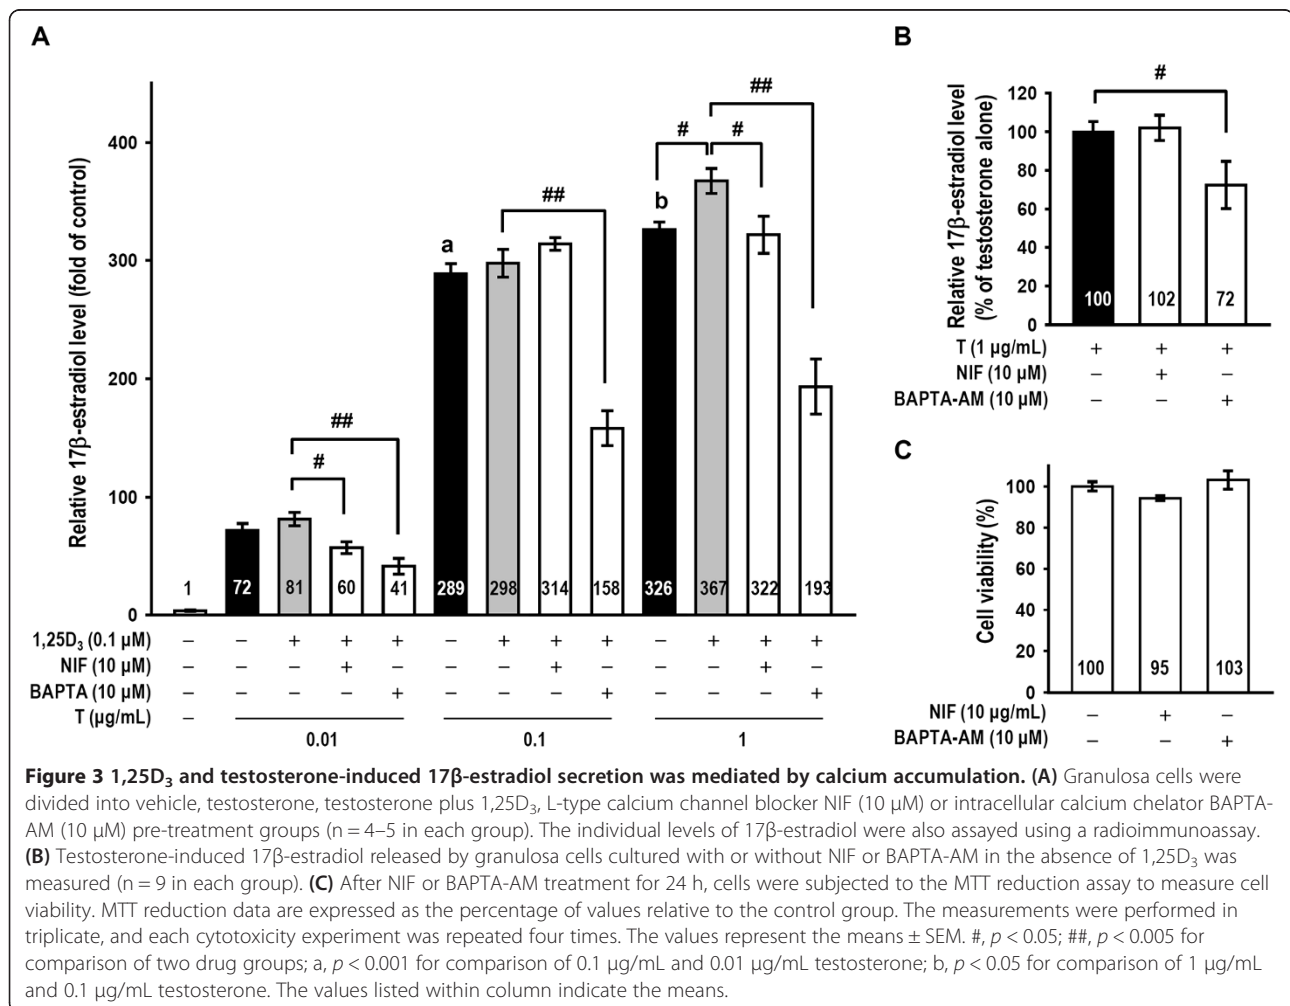 A
Relative 17β-estradiol level (fold of control)
400
300
200
100
0
1
72
81
60
41
289
298
314
158
326
367
322
193
#
##
a
##
b
#
#
##
1,25D₃ (0.1 µM) – – + + + – + + + – + + +
NIF (10 µM) – – – + – – – + – – – + –
BAPTA (10 µM) – – – – + – – – + – – – +
T (µg/mL) –
0.01 0.1 1
B
Relative 17β-estradiol level
(% of testosterone alone)
120
100
80
60
40
20
0
#
100
102
72
T (1 µg/mL) + + +
NIF (10 µM) – + –
BAPTA-AM (10 µM) – – +
C
Cell viability (%)
100
80
60
40
20
0
100
95
103
NIF (10 µg/mL) – + –
BAPTA-AM (10 µM) – – +
Figure 3 1,25D₃ and testosterone-induced 17β-estradiol secretion was mediated by calcium accumulation. (A) Granulosa cells were
divided into vehicle, testosterone, testosterone plus 1,25D₃, L-type calcium channel blocker NIF (10 µM) or intracellular calcium chelator BAPTA-
AM (10 µM) pre-treatment groups (n = 4–5 in each group). The individual levels of 17β-estradiol were also assayed using a radioimmunoassay.
(B) Testosterone-induced 17β-estradiol released by granulosa cells cultured with or without NIF or BAPTA-AM in the absence of 1,25D₃ was
measured (n = 9 in each group). (C) After NIF or BAPTA-AM treatment for 24 h, cells were subjected to the MTT reduction assay to measure cell
viability. MTT reduction data are expressed as the percentage of values relative to the control group. The measurements were performed in
triplicate, and each cytotoxicity experiment was repeated four times. The values represent the means ± SEM. #, p < 0.05; ##, p < 0.005 for
comparison of two drug groups; a, p < 0.001 for comparison of 0.1 µg/mL and 0.01 µg/mL testosterone; b, p < 0.05 for comparison of 1 µg/mL
and 0.1 µg/mL testosterone. The values listed within column indicate the means.